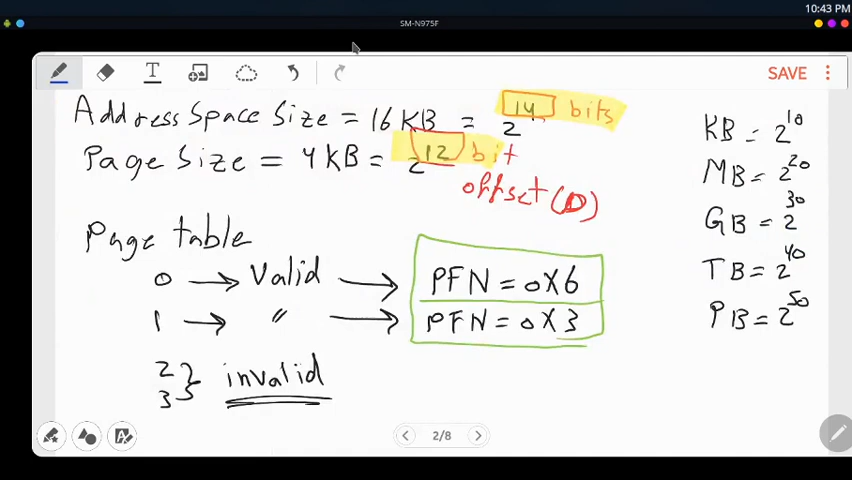 10:43 PM
SM-N975F
T SAVE
Address Space Size = 16 KB = 2^14 bits
Page Size = 4 KB = 2^12 bit
offset (D)
Page table
0 → Valid → PFN = 0X6
1 → " → PFN = 0X3
2
3 } invalid
KB = 2^10
MB = 2^20
GB = 2^30
TB = 2^40
PB = 2^50
A
2/8